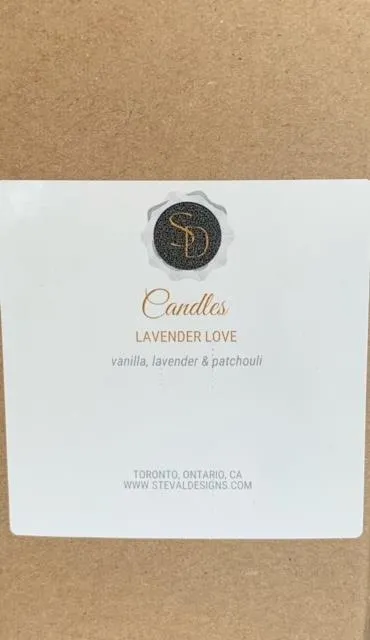 SD
Candles
LAVENDER LOVE
vanilla, lavender & patchouli
TORONTO, ONTARIO, CA
WWW.STEVALDESIGNS.COM